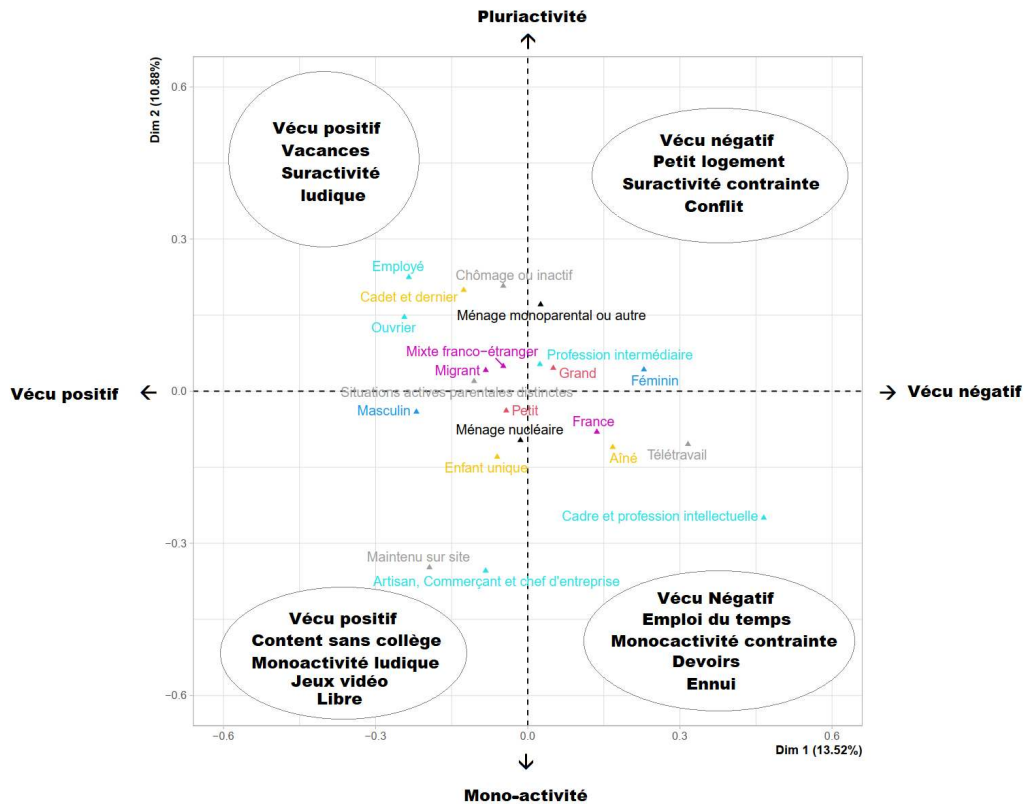 Pluriactivité
Dim 2 (10.88%)
0.6
Vécu positif
Vacances
Suractivité
ludique
Vécu négatif
Petit logement
Suractivité contrainte
Conflit
0.3
Employé
Chômage ou inactif
Cadet et dernier
Ménage monoparental ou autre
Ouvrier
Mixte franco-étranger
Profession intermédiaire
Migrant
Grand
Féminin
Vécu positif
0.0
Situations actives parentales distinctes
Vécu négatif
Masculin
Petit
France
Ménage nucléaire
Enfant unique
Aîné
Télétravail
Cadre et profession intellectuelle
−0.3
Maintenu sur site
Artisan, Commerçant et chef d'entreprise
Vécu positif
Content sans collège
Monoactivité ludique
Jeux vidéo
Libre
Vécu Négatif
Emploi du temps
Monocactivité contrainte
Devoirs
Ennui
−0.6
−0.6
−0.3
0.0
0.3
0.6
Dim 1 (13.52%)
Mono-activité